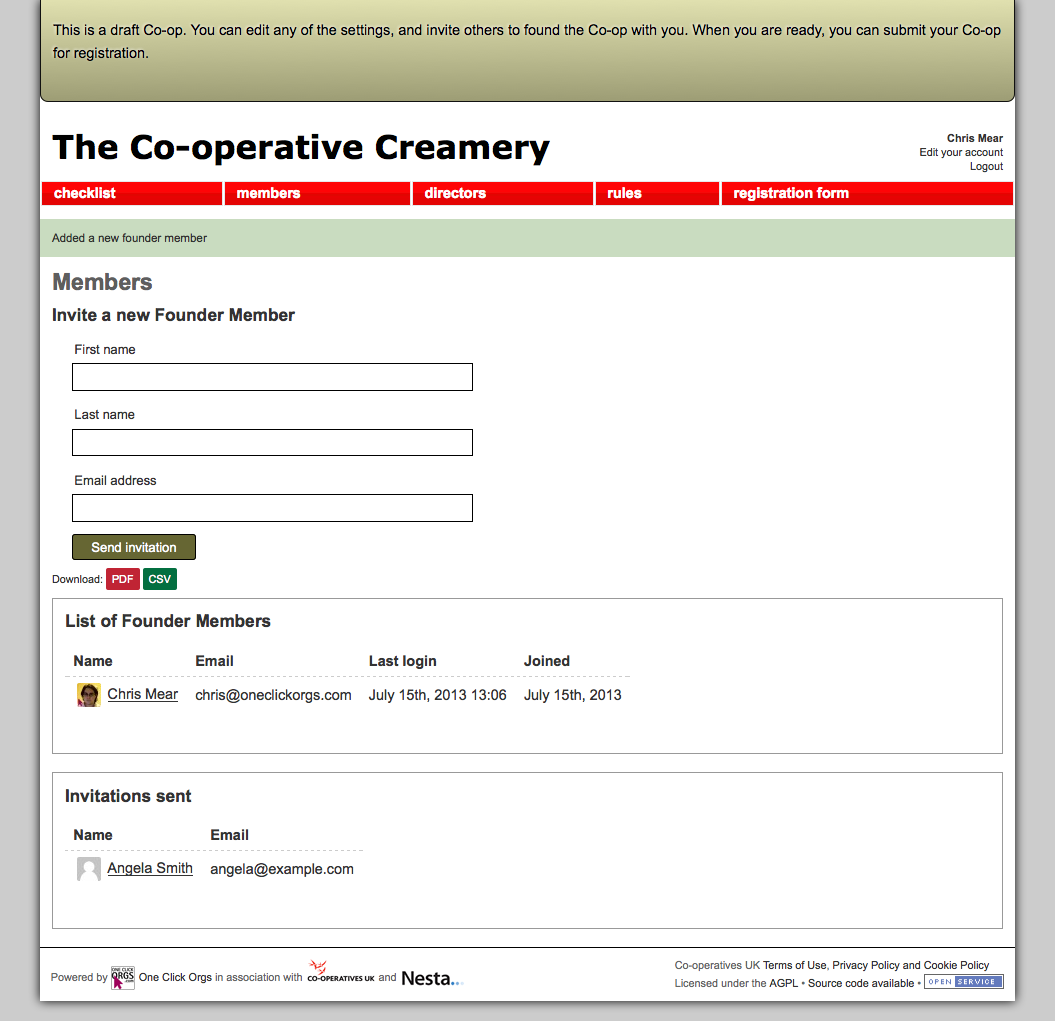 This is a draft Co-op. You can edit any of the settings, and invite others to found the Co-op with you. When you are ready, you can submit your Co-op
for registration.
The Co-operative Creamery
Chris Mear
Edit your account
Logout
checklist members directors rules registration form
Added a new founder member
Members
Invite a new Founder Member
First name
Last name
Email address
Send invitation
Download: PDF CSV
List of Founder Members
Name Email Last login Joined
Chris Mear chris@oneclickorgs.com July 15th, 2013 13:06 July 15th, 2013
Invitations sent
Name Email
Angela Smith angela@example.com
Powered by ONE CLICK ORGS .com One Click Orgs in association with CO-OPERATIVES UK and Nesta...
Co-operatives UK Terms of Use, Privacy Policy and Cookie Policy
Licensed under the AGPL • Source code available • OPEN SERVICE